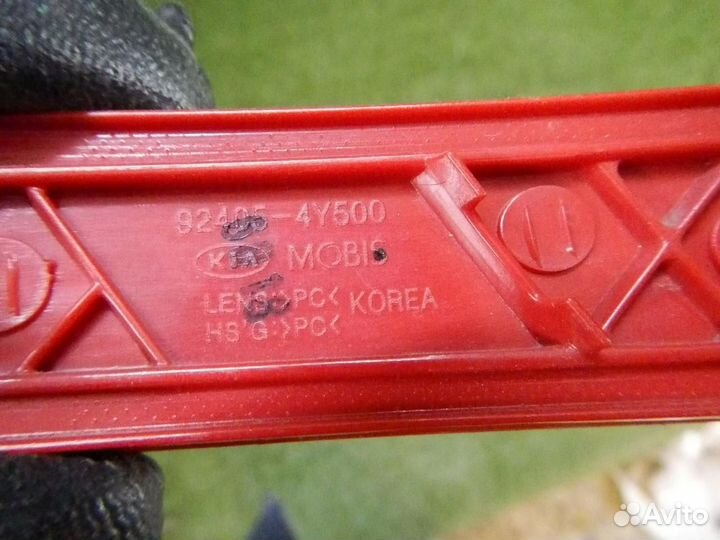 92405-4Y500
KIA MOBIS
LENS:>PC< KOREA
HS'G:>PC<
Avito